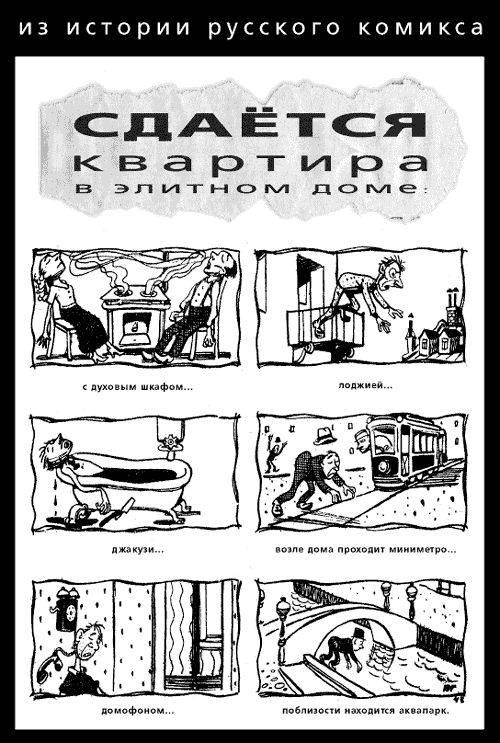 из истории русского комикса
СДАЁТСЯ
квартира
в элитном доме:
с духовым шкафом...
лоджией...
джакузи...
возле дома проходит миниметро...
домофоном...
поблизости находится аквапарк.